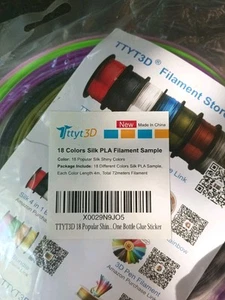 TTYT3D®
Filament Store
Ttyt3D
New
Made In China
18 Colors Silk PLA Filament Sample
Color: 18 Popular Silk Shiny Colors
Package Include: 18 Different Colors Silk PLA Sample,
Each Color Length 4m, Total 72meters Filament
X0029N9JO5
TTYT3D 18 Popular Shin... One Bottle Glue Sticker
3D Pen Filament
Rainbow